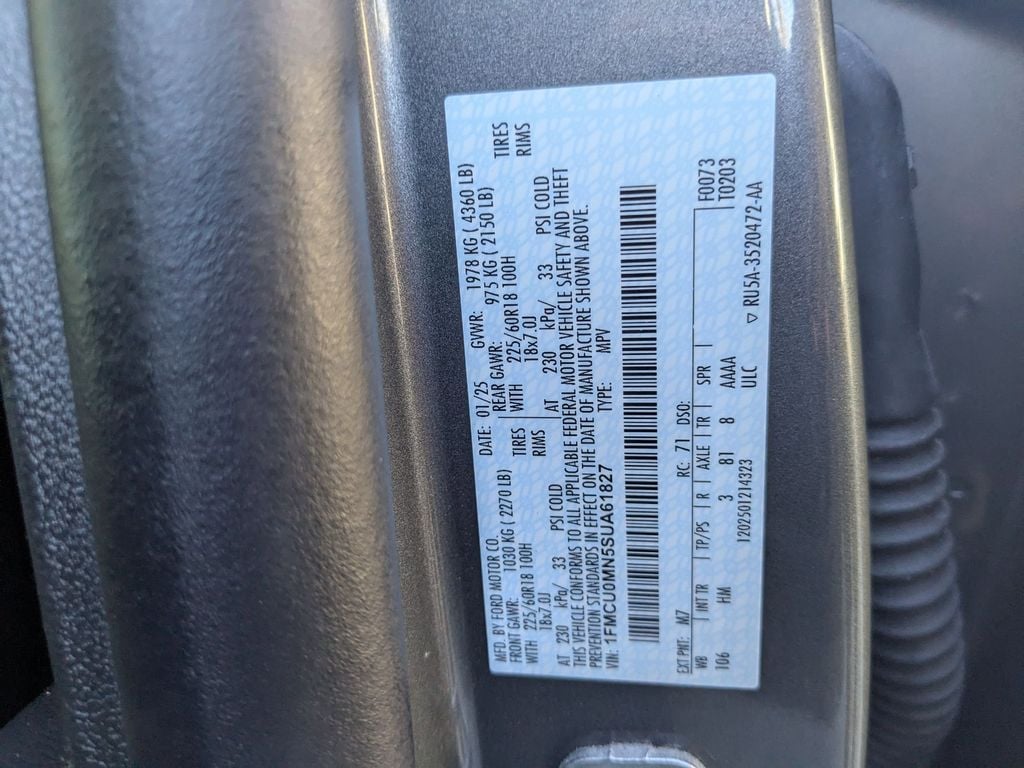 MFD. BY FORD MOTOR CO.
DATE: 01/25 GVWR: 1978 KG ( 4360 LB)
FRONT GAWR: 1030 KG ( 2270 LB) REAR GAWR: 975 KG ( 2150 LB)
WITH 225/60R18 100H TIRES WITH 225/60R18 100H TIRES
18x7.0J RIMS 18x7.0J RIMS
AT 230 kPa/ 33 PSI COLD AT 230 kPa/ 33 PSI COLD
THIS VEHICLE CONFORMS TO ALL APPLICABLE FEDERAL MOTOR VEHICLE SAFETY AND THEFT
PREVENTION STANDARDS IN EFFECT ON THE DATE OF MANUFACTURE SHOWN ABOVE.
VIN: 1FMCU0MN5SUA61827 TYPE: MPV
EXT PNT: M7 RC: 71 DSO: F0073
WB INT TR TP/PS R AXLE TR SPR T0203
106 HM 3 81 8 AAAA
ULC
120250121 4323 ▽ RU5A-3520472-AA